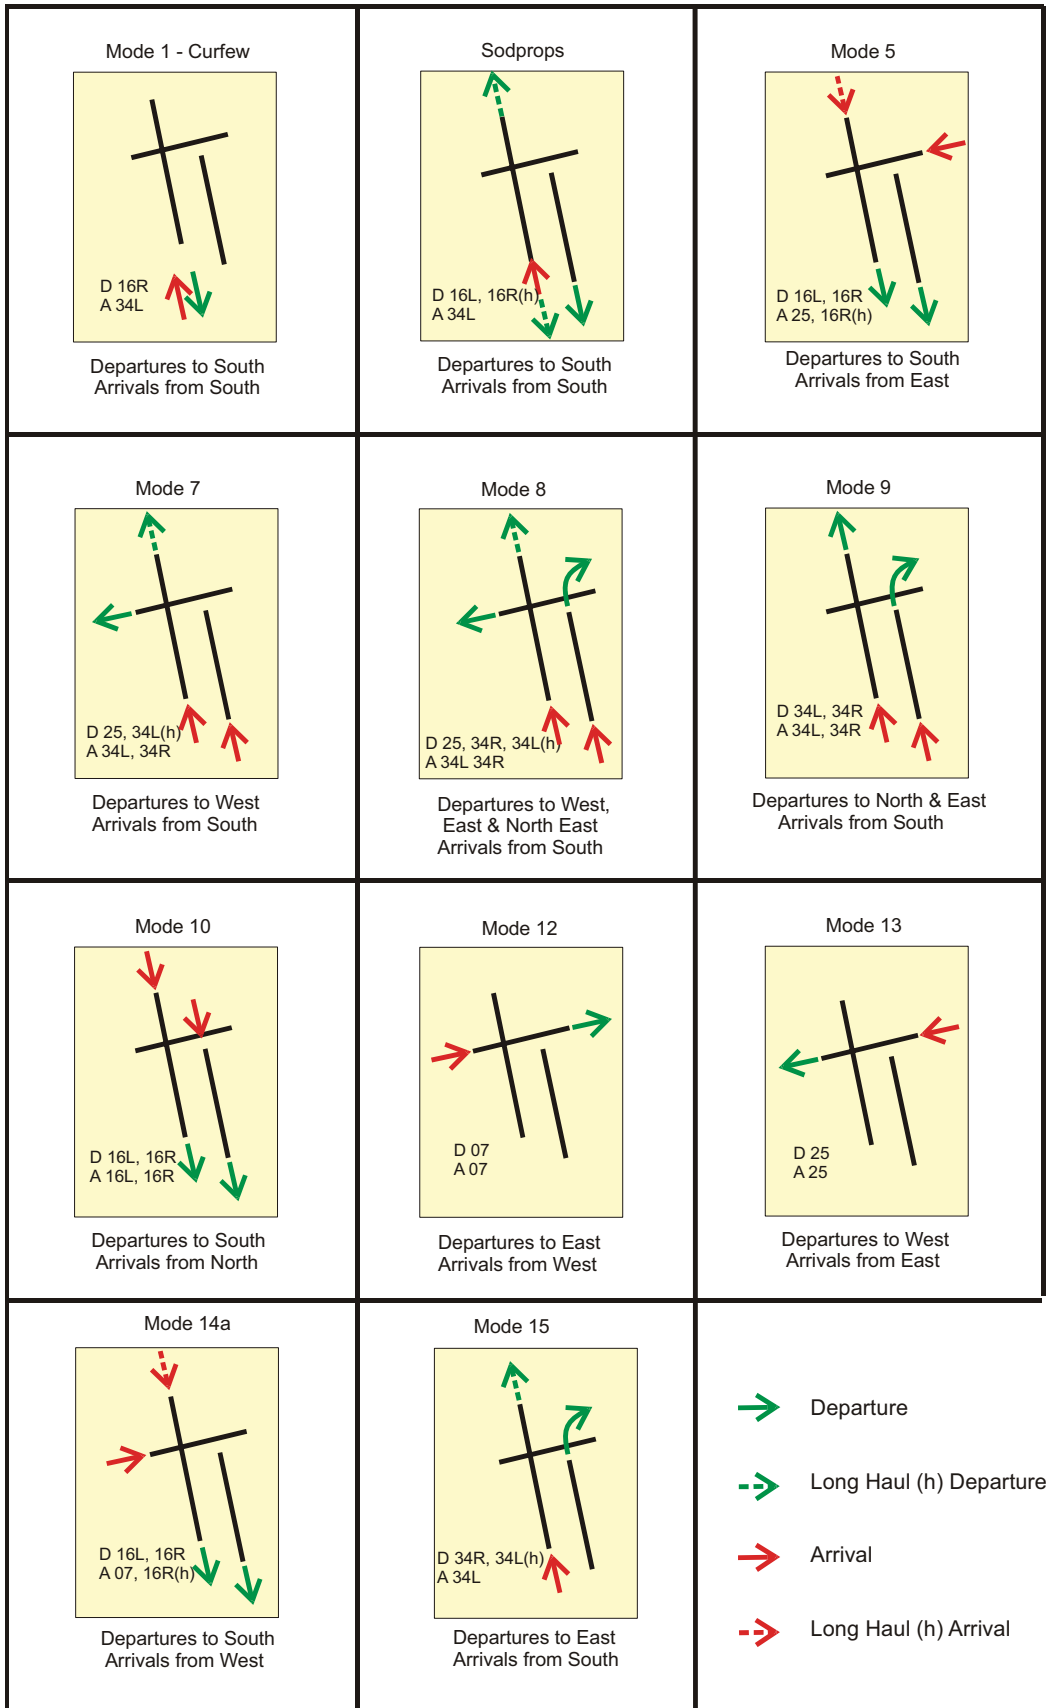 Mode 1 - Curfew
D 16R
A 34L
Departures to South
Arrivals from South
Sodprops
D 16L, 16R(h)
A 34L
Departures to South
Arrivals from South
Mode 5
D 16L, 16R
A 25, 16R(h)
Departures to South
Arrivals from East
Mode 7
D 25, 34L(h)
A 34L, 34R
Departures to West
Arrivals from South
Mode 8
D 25, 34R, 34L(h)
A 34L 34R
Departures to West,
East & North East
Arrivals from South
Mode 9
D 34L, 34R
A 34L, 34R
Departures to North & East
Arrivals from South
Mode 10
D 16L, 16R
A 16L, 16R
Departures to South
Arrivals from North
Mode 12
D 07
A 07
Departures to East
Arrivals from West
Mode 13
D 25
A 25
Departures to West
Arrivals from East
Mode 14a
D 16L, 16R
A 07, 16R(h)
Departures to South
Arrivals from West
Mode 15
D 34R, 34L(h)
A 34L
Departures to East
Arrivals from South
Departure
Long Haul (h) Departure
Arrival
Long Haul (h) Arrival